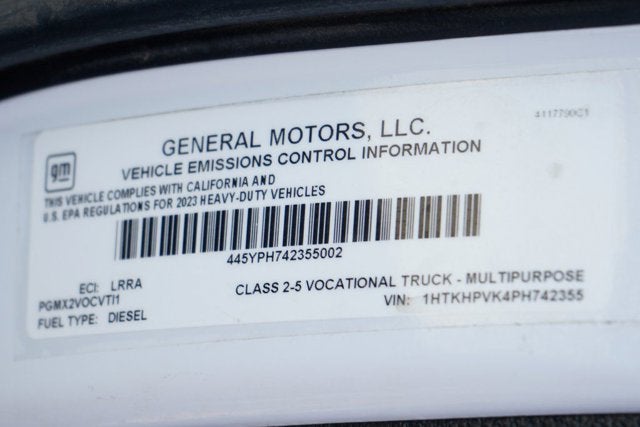 4117790C1
GENERAL MOTORS, LLC.
gm
VEHICLE EMISSIONS CONTROL INFORMATION
THIS VEHICLE COMPLIES WITH CALIFORNIA AND
U.S. EPA REGULATIONS FOR 2023 HEAVY-DUTY VEHICLES
445YPH742355002
ECI: LRRA
PGMX2VOCVTI1
FUEL TYPE: DIESEL
CLASS 2-5 VOCATIONAL TRUCK - MULTIPURPOSE
VIN: 1HTKHPVK4PH742355